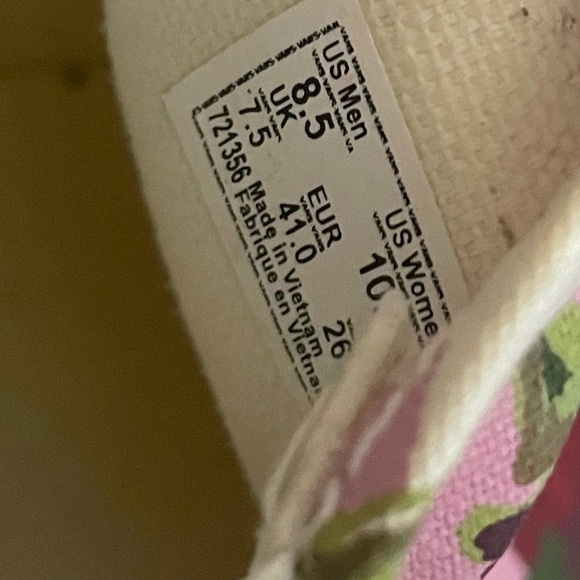 US Men
8.5
US Wome
10
UK
7.5
EUR
41.0
26
721356 Made in Vietnam
Fabrique en Vietna